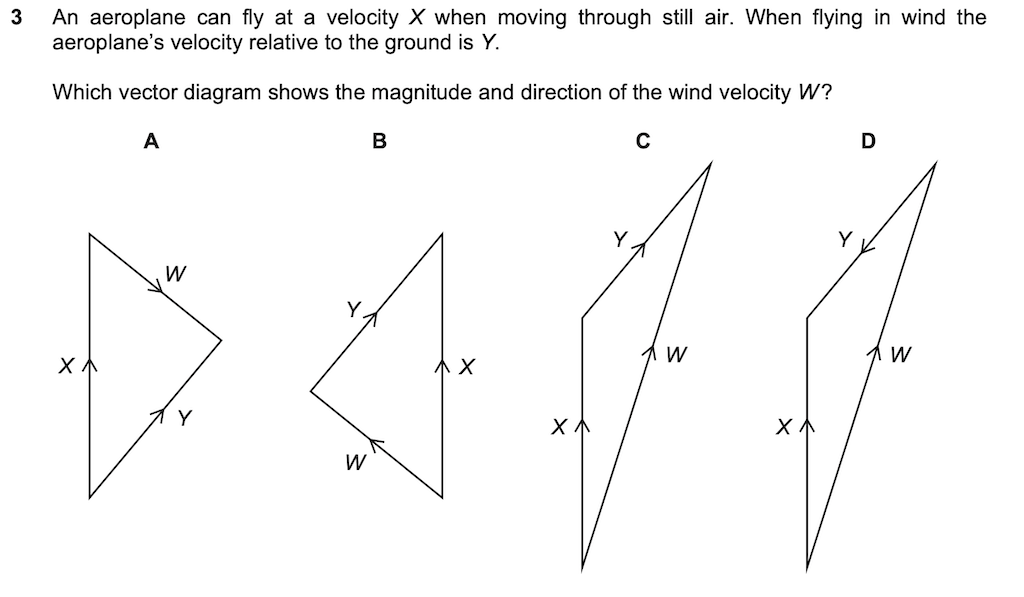 3 An aeroplane can fly at a velocity X when moving through still air. When flying in wind the
aeroplane's velocity relative to the ground is Y.
Which vector diagram shows the magnitude and direction of the wind velocity W?
A B C D
X W Y
Y X W
Y W X
Y W X